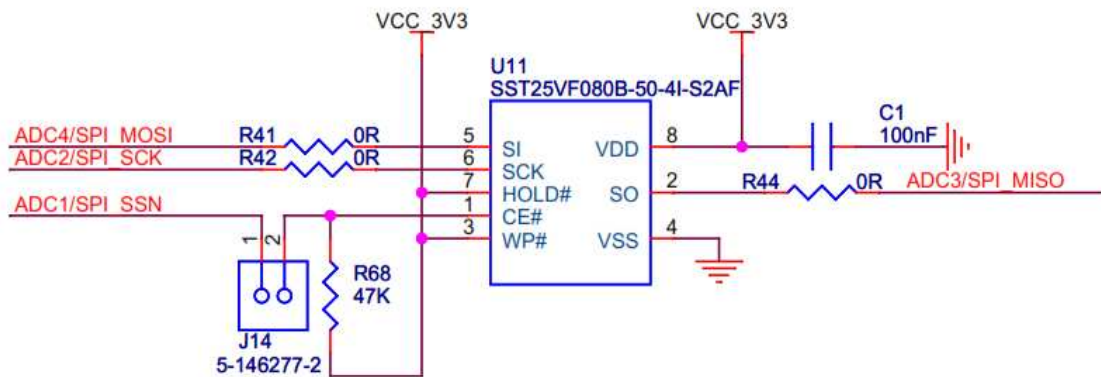 VCC_3V3
VCC_3V3
U11
SST25VF080B-50-4I-S2AF
C1
100nF
ADC4/SPI_MOSI
R41
0R
5
SI
VDD
8
ADC2/SPI_SCK
R42
0R
6
SCK
7
HOLD#
SO
2
R44
0R
ADC3/SPI_MISO
ADC1/SPI_SSN
1
CE#
3
WP#
VSS
4
1
2
R68
47K
J14
5-146277-2